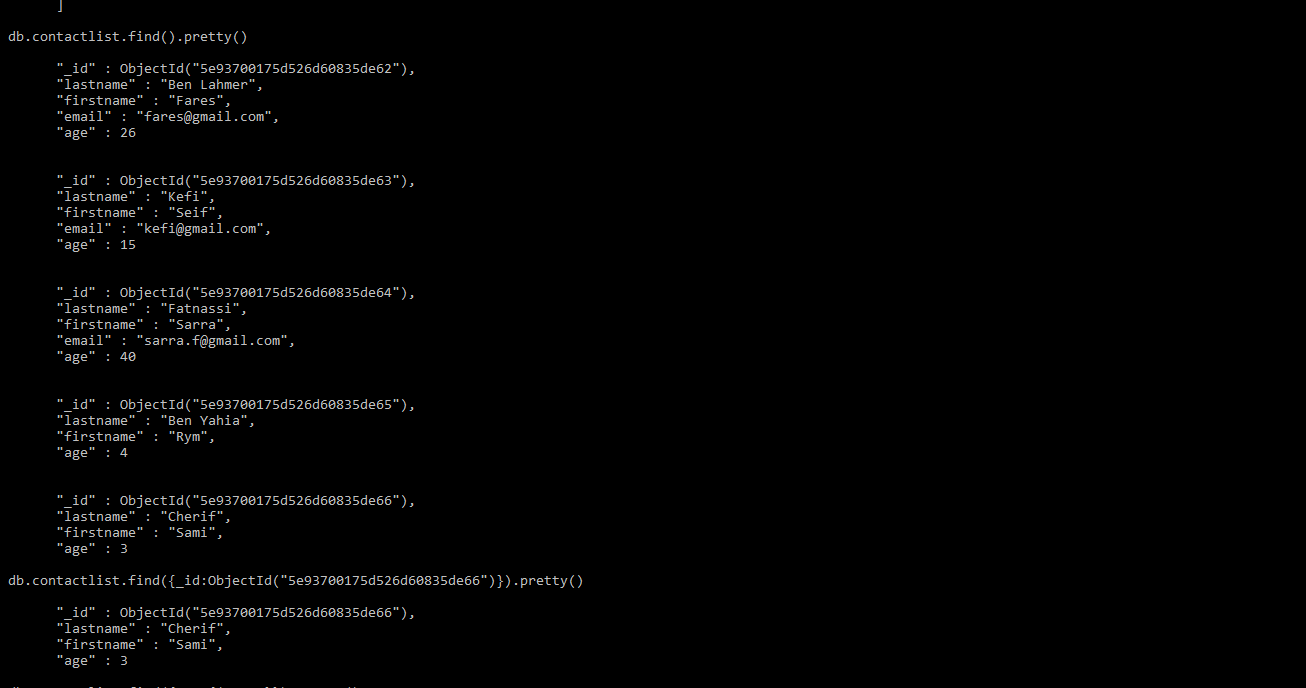 ]
db.contactlist.find().pretty()
"_id" : ObjectId("5e93700175d526d60835de62"),
"lastname" : "Ben Lahmer",
"firstname" : "Fares",
"email" : "fares@gmail.com",
"age" : 26
"_id" : ObjectId("5e93700175d526d60835de63"),
"lastname" : "Kefi",
"firstname" : "Seif",
"email" : "kefi@gmail.com",
"age" : 15
"_id" : ObjectId("5e93700175d526d60835de64"),
"lastname" : "Fatnassi",
"firstname" : "Sarra",
"email" : "sarra.f@gmail.com",
"age" : 40
"_id" : ObjectId("5e93700175d526d60835de65"),
"lastname" : "Ben Yahia",
"firstname" : "Rym",
"age" : 4
"_id" : ObjectId("5e93700175d526d60835de66"),
"lastname" : "Cherif",
"firstname" : "Sami",
"age" : 3
db.contactlist.find({_id:ObjectId("5e93700175d526d60835de66")}).pretty()
"_id" : ObjectId("5e93700175d526d60835de66"),
"lastname" : "Cherif",
"firstname" : "Sami",
"age" : 3